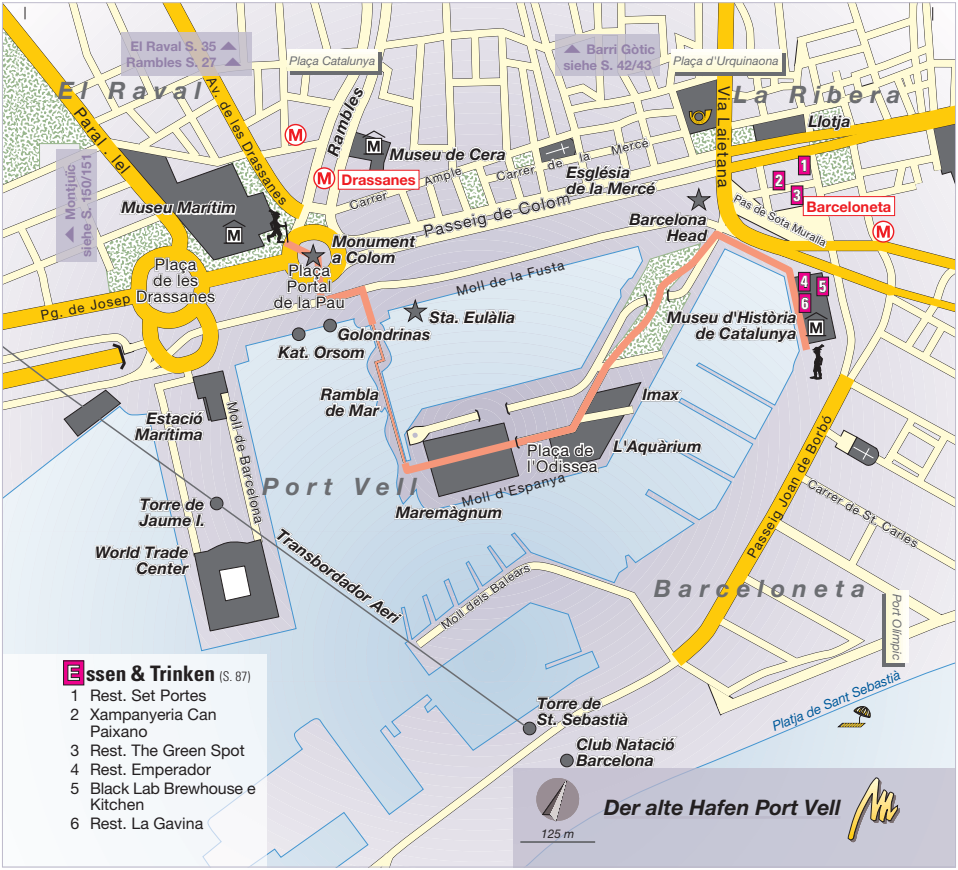 El Raval S. 35
Rambles S. 27
Plaça Catalunya
Barri Gòtic
siehe S. 42/43
Plaça d'Urquinaona
El Raval
La Ribera
Paral . lel
Av. de les Drassanes
Rambles
Via Laietana
Llotja
M
M
Drassanes
M
Museu de Cera
Carrer Ample
Carrer de la Merce
Església
de la Mercé
1
2
3
Barceloneta
M
Montjuïc
siehe S. 150/151
Museu Marítim
M
Passeig de Colom
Barcelona
Head
Pas de Sota Muralla
Monument
a Colom
Plaça
de les
Drassanes
Plaça
Portal
de la Pau
Pg. de Josep
Moll de la Fusta
4
5
6
Museu d'Història
de Catalunya
M
Sta. Eulàlia
Golondrinas
Kat. Orsom
Rambla
de Mar
Imax
Estació
Marítima
Moll de Barcelona
L'Aquàrium
Plaça de
l'Odissea
Passeig Joan de Borbó
Port Vell
Moll d'Espanya
Maremàgnum
Carrer de St. Carles
Torre de
Jaume I.
Transbordador Aeri
World Trade
Center
Moll dels Balears
Barceloneta
Port Olímpic
Essen & Trinken (S. 87)
1 Rest. Set Portes
2 Xampanyeria Can
Paixano
3 Rest. The Green Spot
4 Rest. Emperador
5 Black Lab Brewhouse e
Kitchen
6 Rest. La Gavina
Platja de Sant Sebastià
Torre de
St. Sebastià
Club Natació
Barcelona
125 m
Der alte Hafen Port Vell